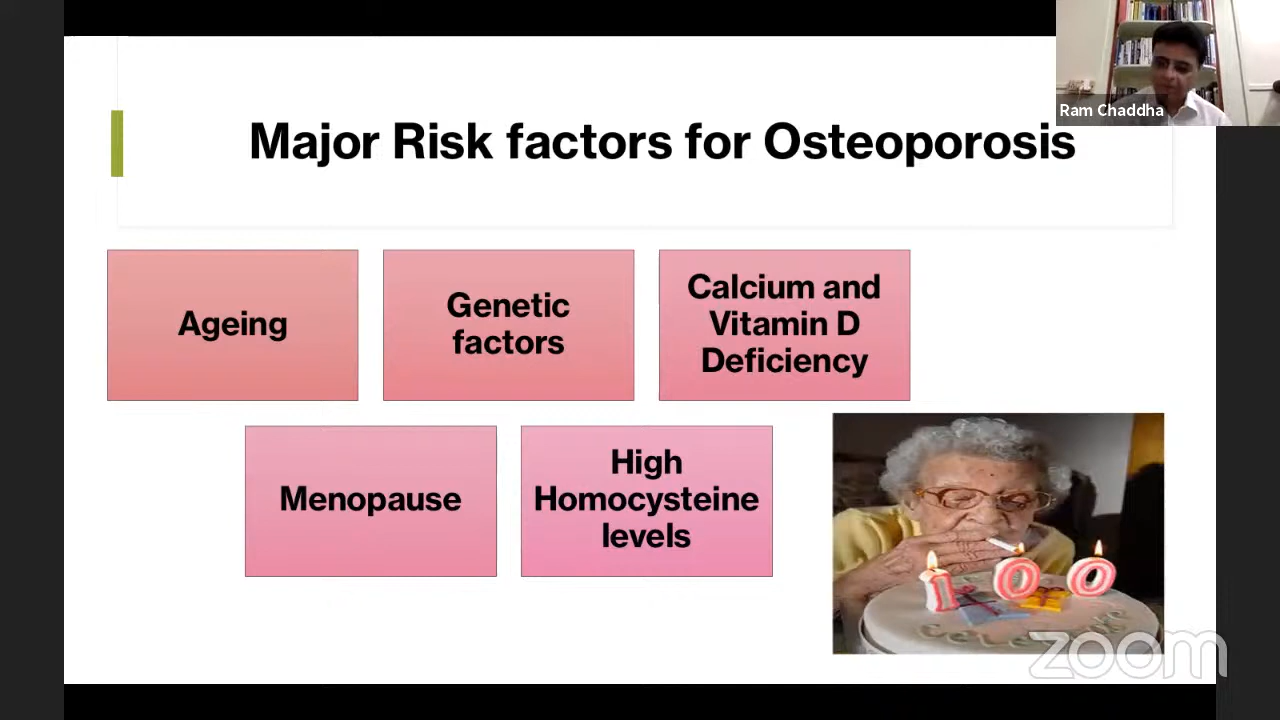 Ram Chaddha
Major Risk factors for Osteoporosis
Ageing
Genetic
factors
Calcium and
Vitamin D
Deficiency
Menopause
High
Homocysteine
levels
100
zoom